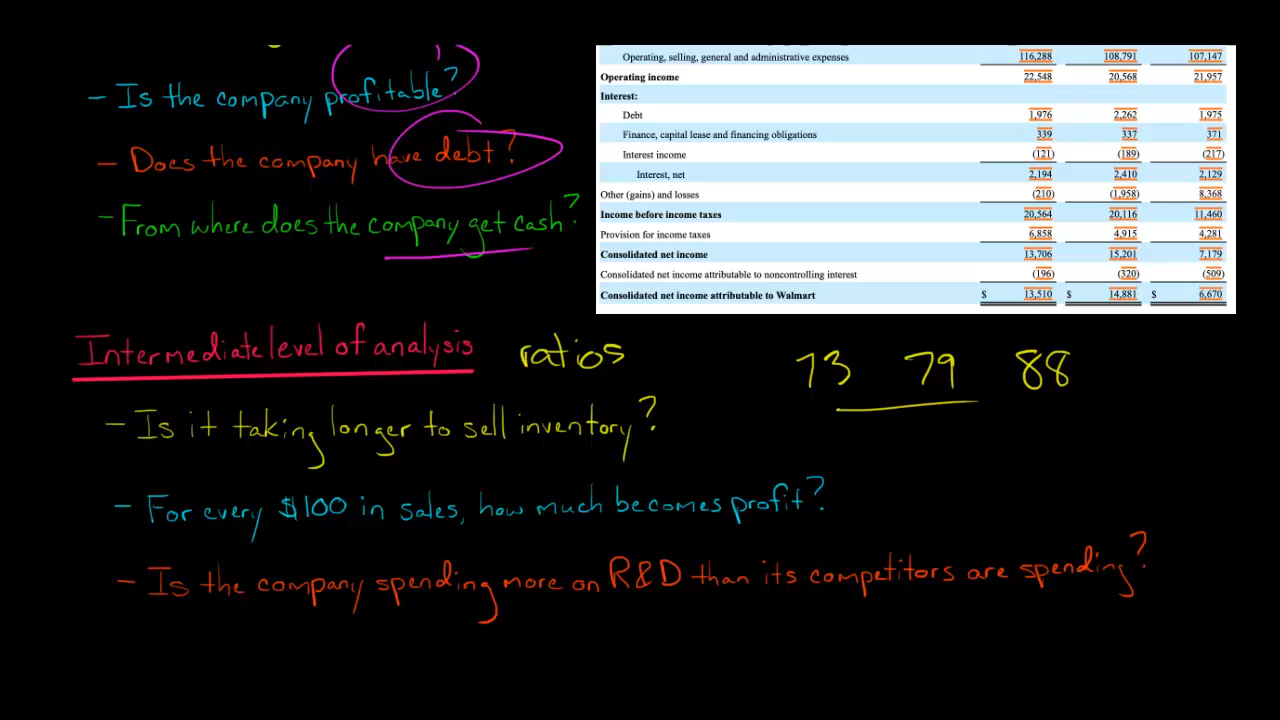 - Is the company profitable?
- Does the company have debt?
- From where does the company get cash?
Operating, selling, general and administrative expenses 116,288 108,791 107,147
Operating income 22,548 20,568 21,957
Interest:
Debt 1,976 2,262 1,975
Finance, capital lease and financing obligations 339 337 371
Interest income (121) (189) (217)
Interest, net 2,194 2,410 2,129
Other (gains) and losses (210) (1,958) 8,368
Income before income taxes 20,564 20,116 11,460
Provision for income taxes 6,858 4,915 4,281
Consolidated net income 13,706 15,201 7,179
Consolidated net income attributable to noncontrolling interest (196) (320) (509)
Consolidated net income attributable to Walmart $ 13,510 $ 14,881 $ 6,670
Intermediate level of analysis ratios 73 79 88
- Is it taking longer to sell inventory?
- For every $100 in sales, how much becomes profit?
- Is the company spending more on R&D than its competitors are spending?